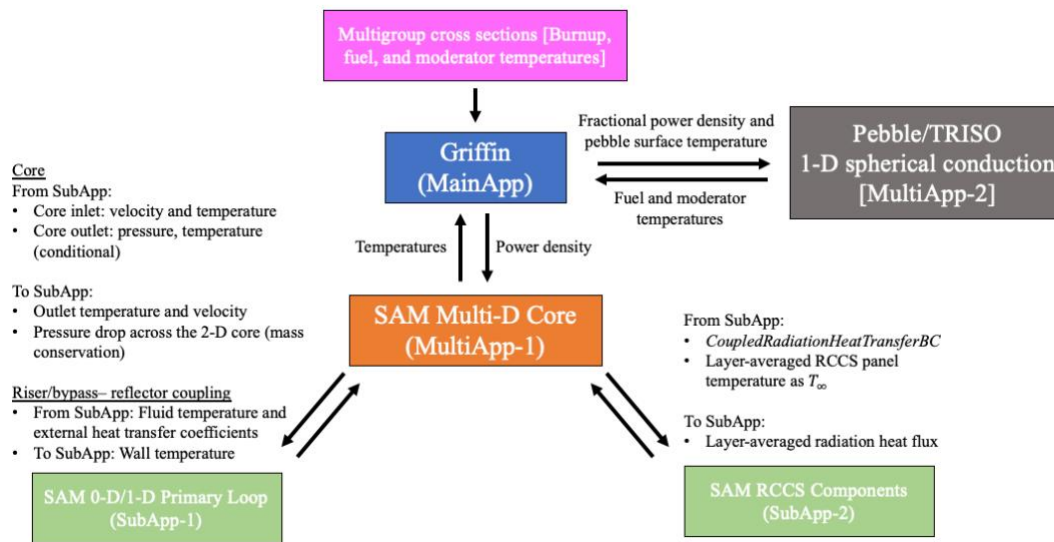 Multigroup cross sections [Burnup,
fuel, and moderator temperatures]
Griffin
(MainApp)
Fractional power density and
pebble surface temperature
Fuel and moderator
temperatures
Pebble/TRISO
1-D spherical conduction
[MultiApp-2]
Core
From SubApp:
• Core inlet: velocity and temperature
• Core outlet: pressure, temperature
(conditional)
To SubApp:
• Outlet temperature and velocity
• Pressure drop across the 2-D core (mass
conservation)
Riser/bypass– reflector coupling
• From SubApp: Fluid temperature and
external heat transfer coefficients
• To SubApp: Wall temperature
Temperatures
Power density
SAM Multi-D Core
(MultiApp-1)
From SubApp:
• CoupledRadiationHeatTransferBC
• Layer-averaged RCCS panel
temperature as T∞
To SubApp:
• Layer-averaged radiation heat flux
SAM 0-D/1-D Primary Loop
(SubApp-1)
SAM RCCS Components
(SubApp-2)